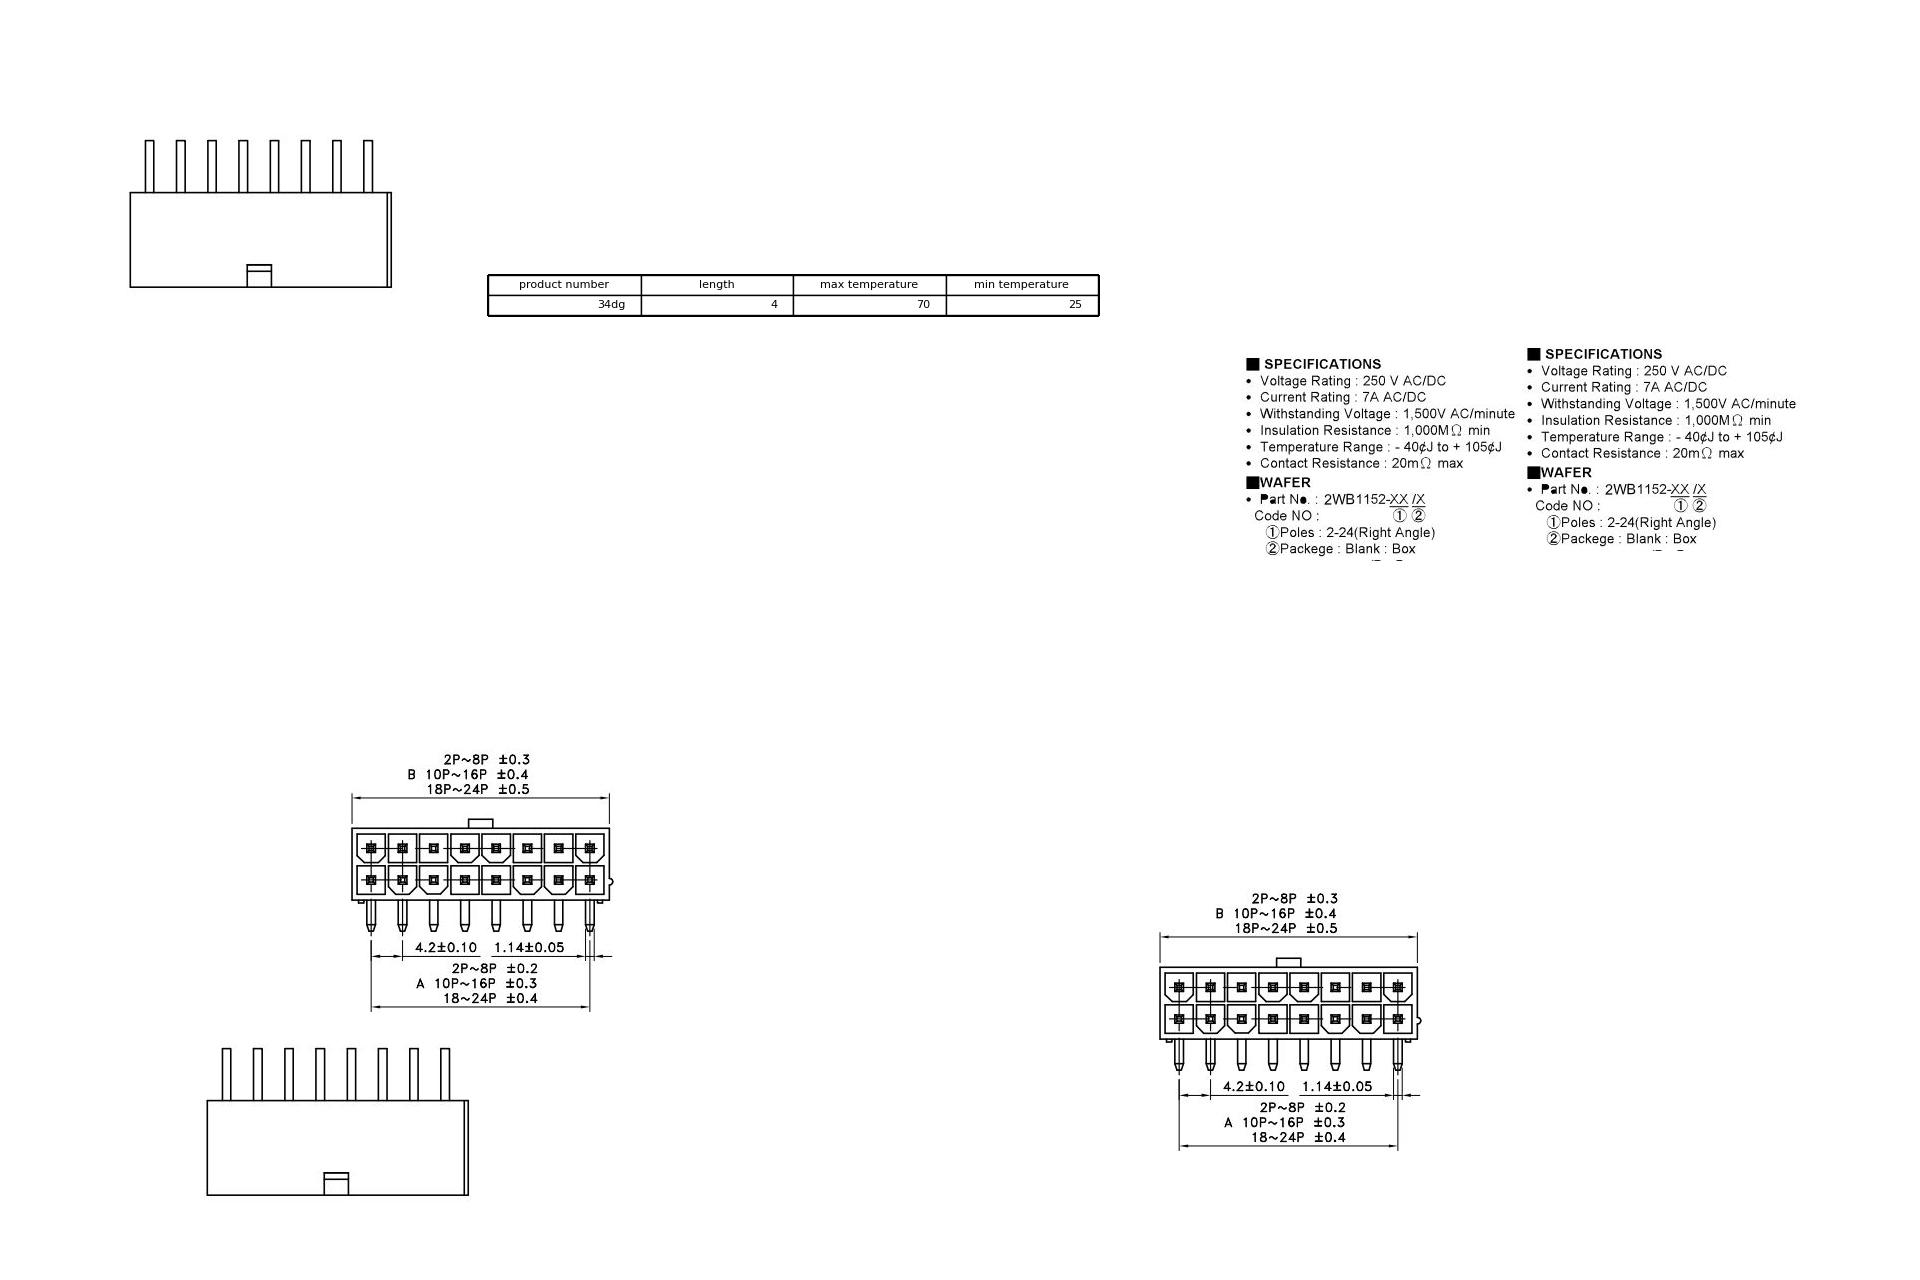 product number length max temperature min temperature
34dg 4 70 25
■ SPECIFICATIONS
• Voltage Rating : 250 V AC/DC
• Current Rating : 7A AC/DC
• Withstanding Voltage : 1,500V AC/minute
• Insulation Resistance : 1,000MΩ min
• Temperature Range : - 40¢J to + 105¢J
• Contact Resistance : 20mΩ max
■WAFER
• Part No. : 2WB1152-XX /X
Code NO : ① ②
①Poles : 2-24(Right Angle)
②Packege : Blank : Box
■ SPECIFICATIONS
• Voltage Rating : 250 V AC/DC
• Current Rating : 7A AC/DC
• Withstanding Voltage : 1,500V AC/minute
• Insulation Resistance : 1,000MΩ min
• Temperature Range : - 40¢J to + 105¢J
• Contact Resistance : 20mΩ max
■WAFER
• Part No. : 2WB1152-XX /X
Code NO : ① ②
①Poles : 2-24(Right Angle)
②Packege : Blank : Box
2P~8P ±0.3
B 10P~16P ±0.4
18P~24P ±0.5
4.2±0.10 1.14±0.05
2P~8P ±0.2
A 10P~16P ±0.3
18~24P ±0.4
2P~8P ±0.3
B 10P~16P ±0.4
18P~24P ±0.5
4.2±0.10 1.14±0.05
2P~8P ±0.2
A 10P~16P ±0.3
18~24P ±0.4